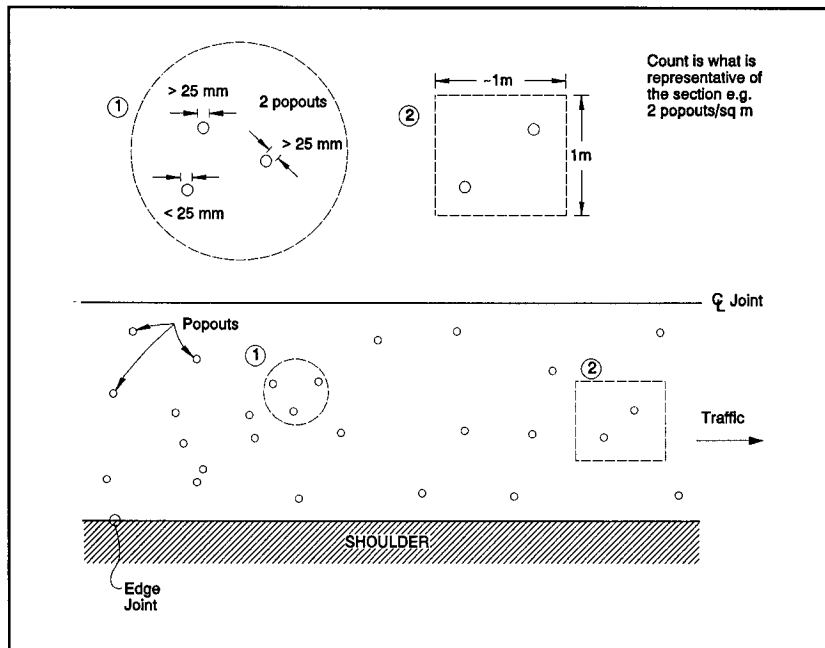 1
> 25 mm
2 popouts
> 25 mm
< 25 mm
2
~1m
1m
Count is what is
representative of
the section e.g.
2 popouts/sq m
℄ Joint
Popouts
1
2
Traffic
SHOULDER
Edge
Joint